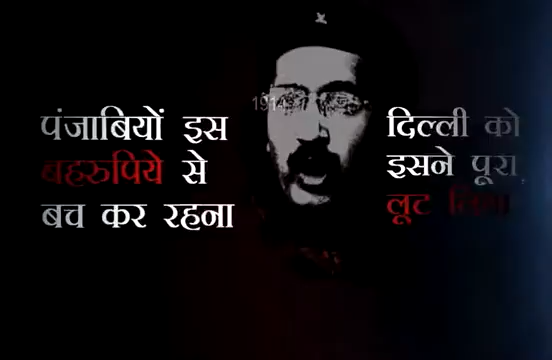 पंजाबियों इस
बहरुपिये से
बच कर रहना
दिल्ली को
इसने पूरा
लूट लिया